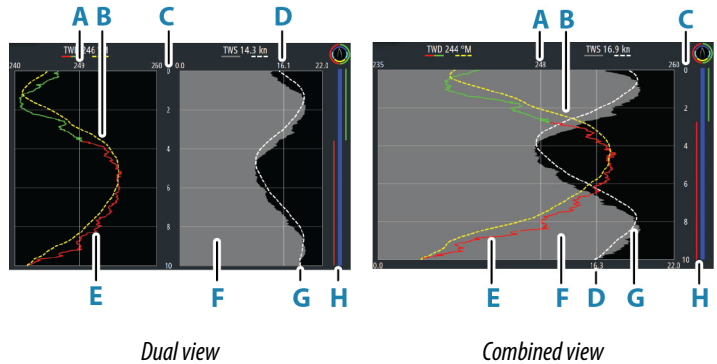 A B C D
TWD 246 °M TWS 14.3 kn
240 249 260 0.0 16.1 22.0
0
2
4
6
8
10
E F G H
Dual view
A B C
TWD 244 °M TWS 16.9 kn
235 248 260
0
2
4
6
8
10
0.0 16.3 22.0
E F D G H
Combined view